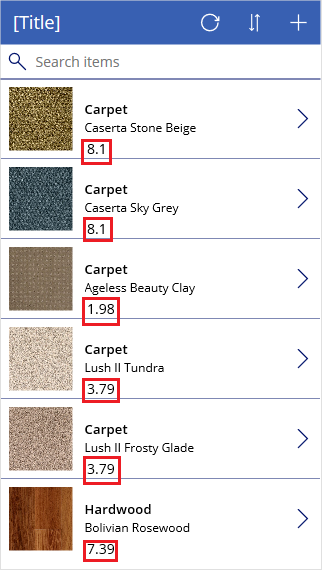 [Title]
Search items
Carpet
Caserta Stone Beige
8.1
Carpet
Caserta Sky Grey
8.1
Carpet
Ageless Beauty Clay
1.98
Carpet
Lush II Tundra
3.79
Carpet
Lush II Frosty Glade
3.79
Hardwood
Bolivian Rosewood
7.39